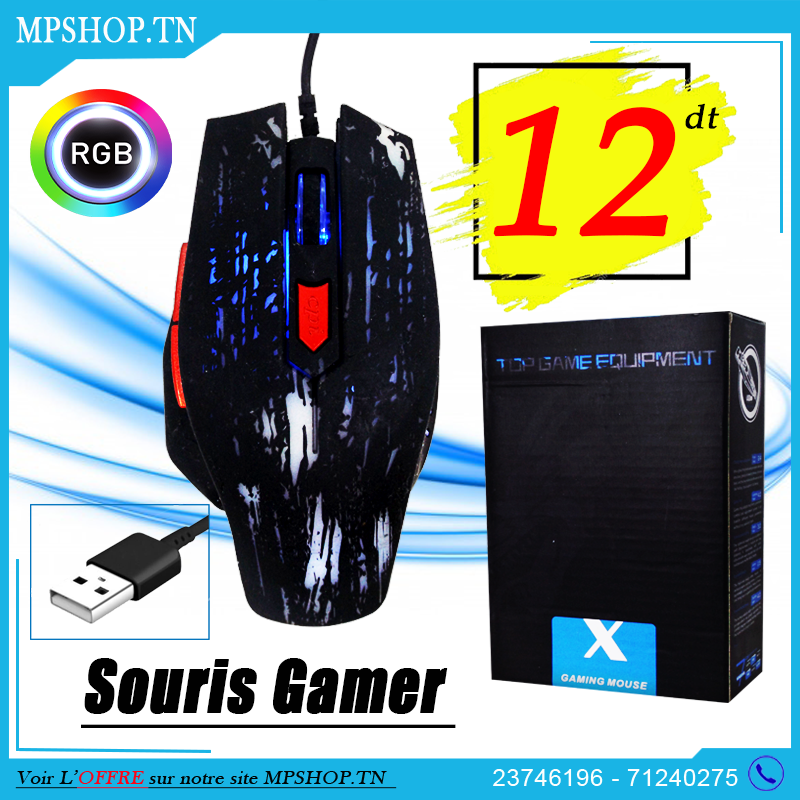 MPSHOP.TN
RGB
12 dt
TOP GAME EQUIPMENT
X
GAMING MOUSE
Souris Gamer
Voir L'OFFRE sur notre site MPSHOP.TN
23746196 - 71240275